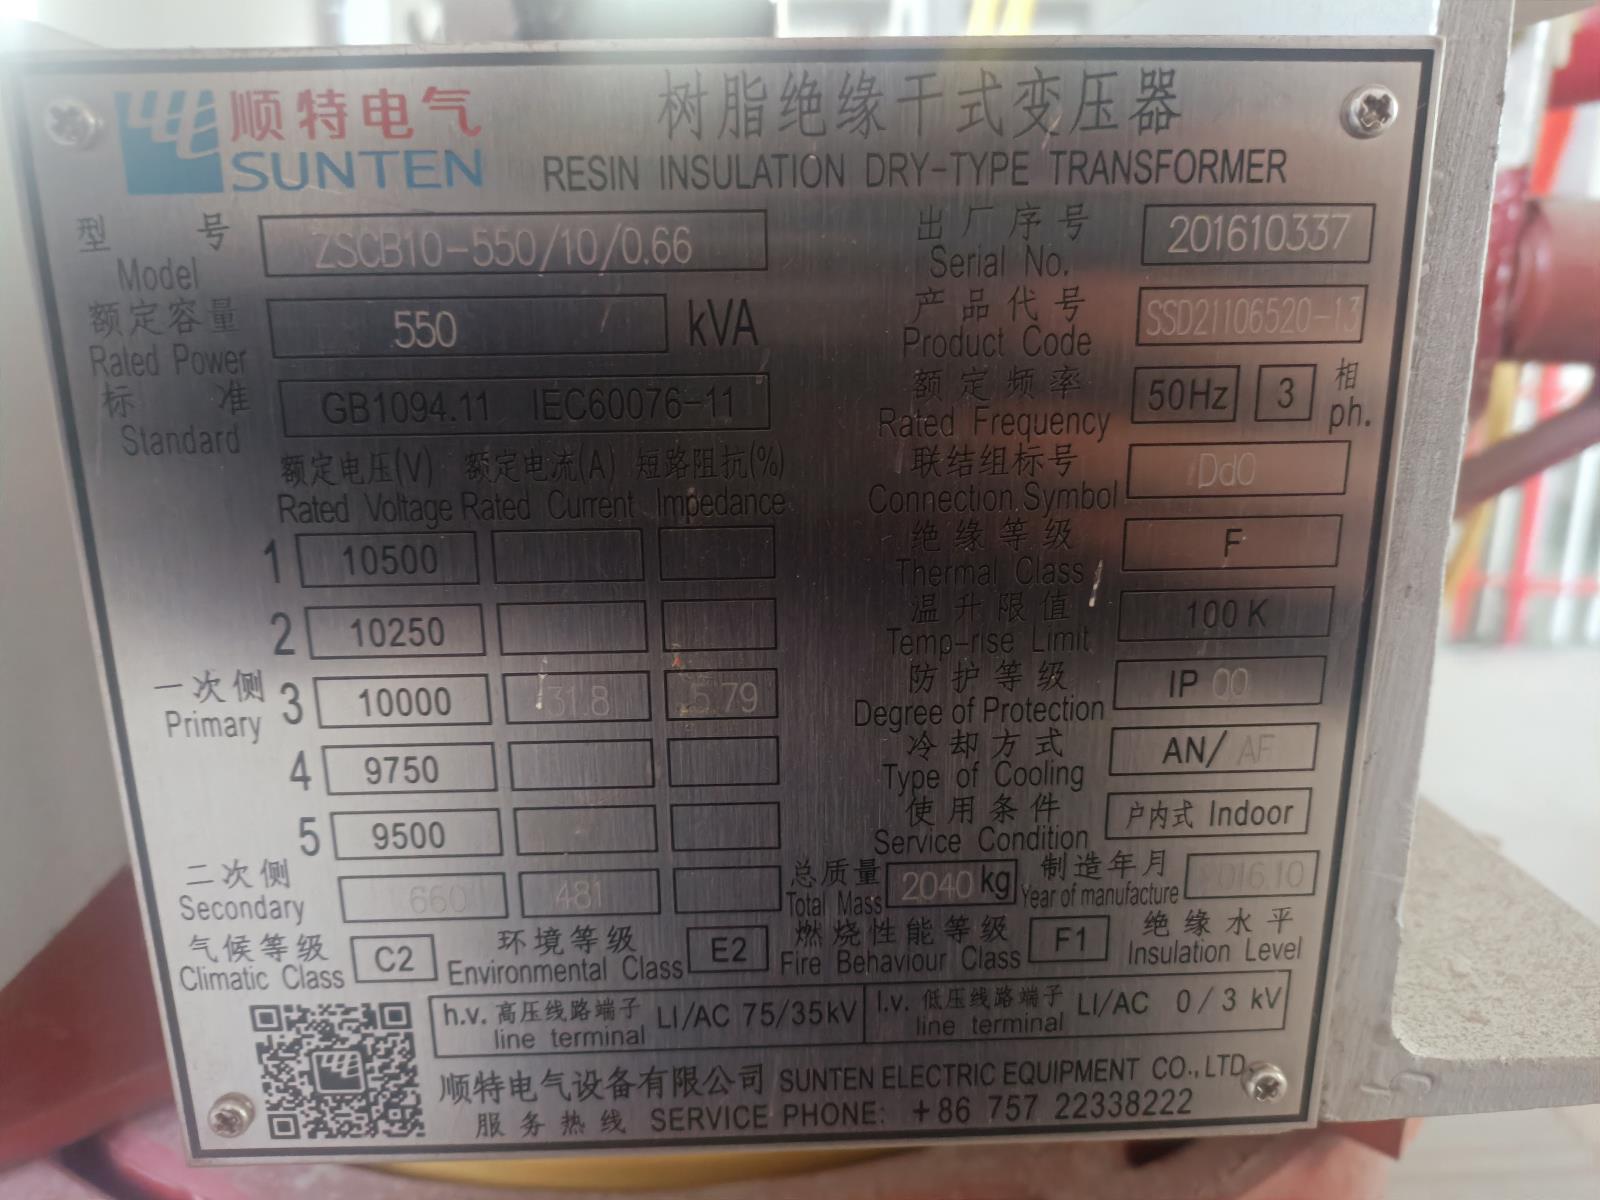 顺特电气
SUNTEN
树脂绝缘干式变压器
RESIN INSULATION DRY-TYPE TRANSFORMER
型号 ZSCB10-550/10/0.66
Model
额定容量 550 kVA
Rated Power
标准 GB1094.11 IEC60076-11
Standard
出厂序号 201610337
Serial No.
产品代号 SSD21106520-13
Product Code
额定频率 50Hz 3 相
Rated Frequency ph.
联结组标号 Dd0
Connection Symbol
绝缘等级 F
Thermal Class
温升限值 100 K
Temp-rise Limit
防护等级 IP 00
Degree of Protection
冷却方式 AN/AF
Type of Cooling
使用条件 户内式 Indoor
Service Condition
额定电压(V) 额定电流(A) 短路阻抗(%)
Rated Voltage Rated Current Impedance
1 10500
2 10250
一次侧 3 10000 31.8 5.79
Primary
4 9750
5 9500
二次侧 660 481
Secondary
总质量 2040 kg 制造年月 2016.10
Total Mass Year of manufacture
气候等级 C2 环境等级 E2 燃烧性能等级 F1 绝缘水平
Climatic Class Environmental Class Fire Behaviour Class Insulation Level
h.v. 高压线路端子 LI/AC 75/35kV l.v. 低压线路端子 LI/AC 0/3 kV
line terminal line terminal
顺特电气设备有限公司 SUNTEN ELECTRIC EQUIPMENT CO.,LTD.
服务热线 SERVICE PHONE: +86 757 22338222